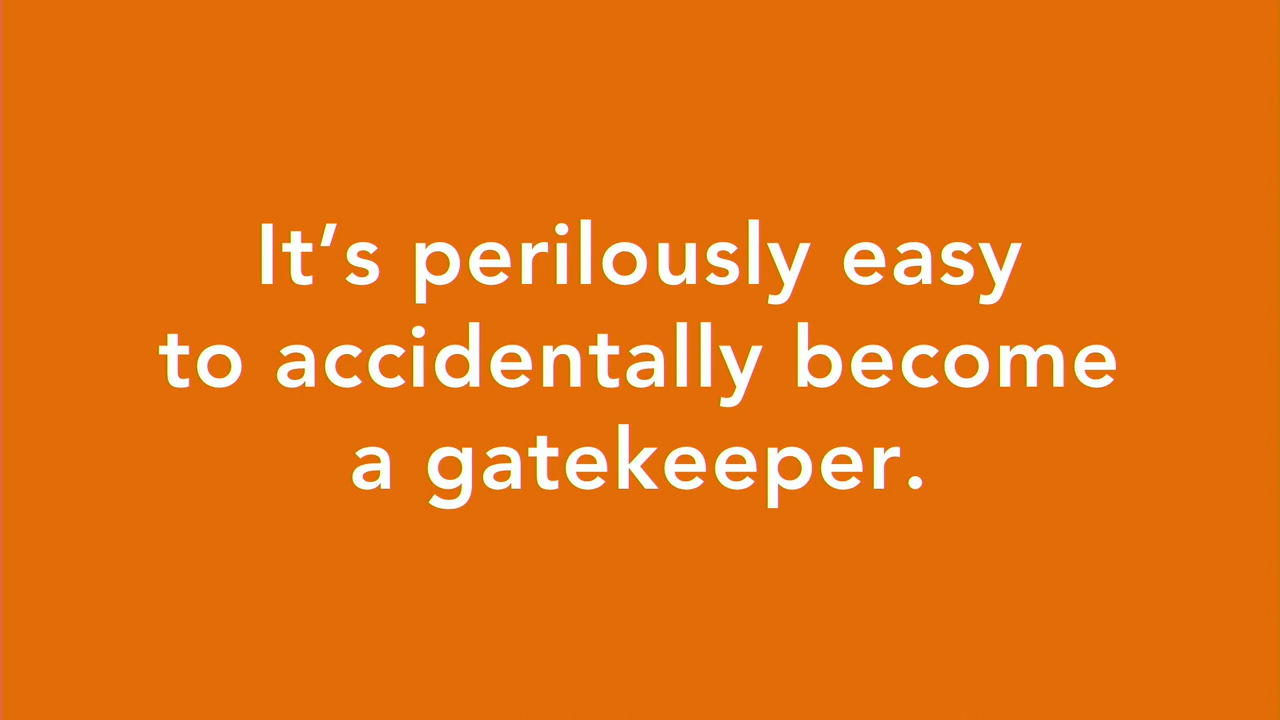 It’s perilously easy
to accidentally become
a gatekeeper.